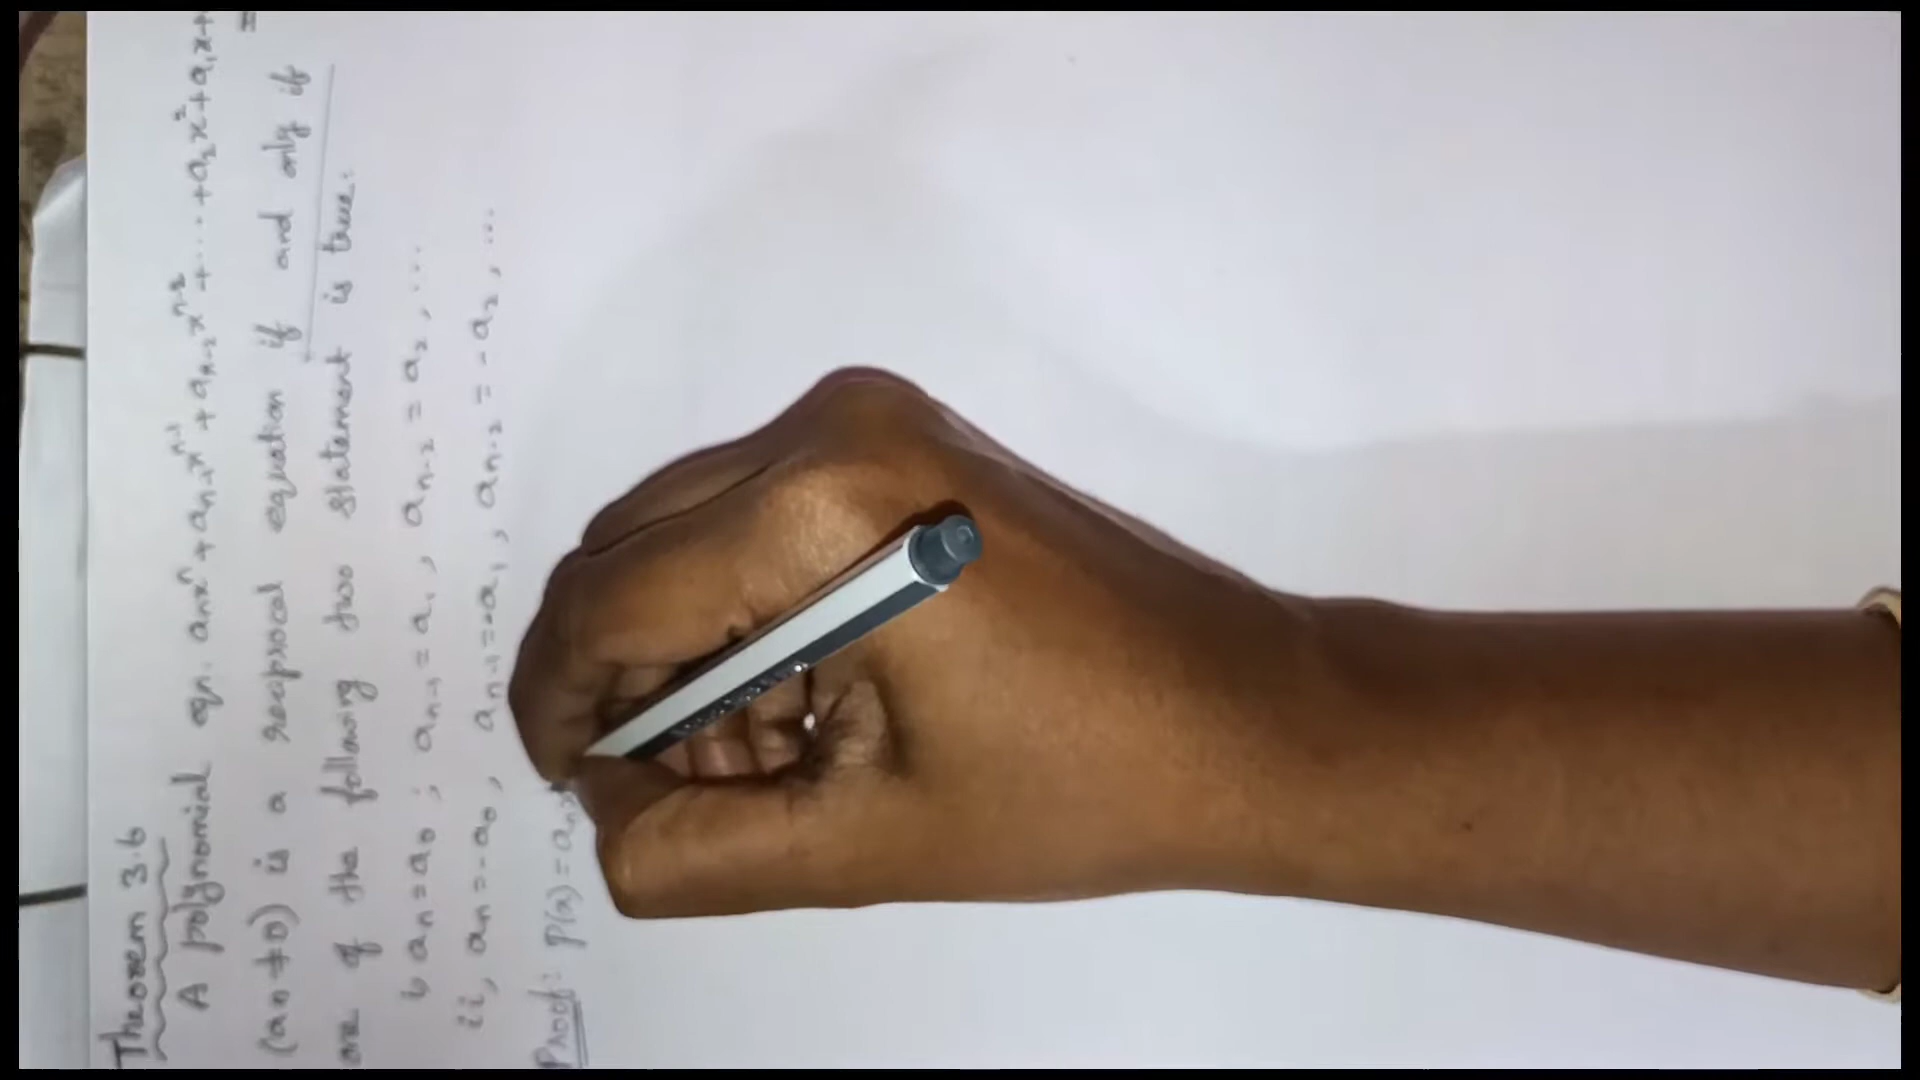 Theorem 3.6
A polynomial eqn. aₙxⁿ + aₙ₋₁xⁿ⁻¹ + aₙ₋₂xⁿ⁻² + ... + a₂x² + a₁x +
=
(an ≠ 0) is a reciprocal equation if and only if
one of the following two statement is true.
i, aₙ = a₀ ; aₙ₋₁ = a₁ , aₙ₋₂ = a₂ , ...
ii, aₙ = -a₀ , aₙ₋₁ = -a₁ , aₙ₋₂ = -a₂ , ...
Proof: P(x) = aₙx